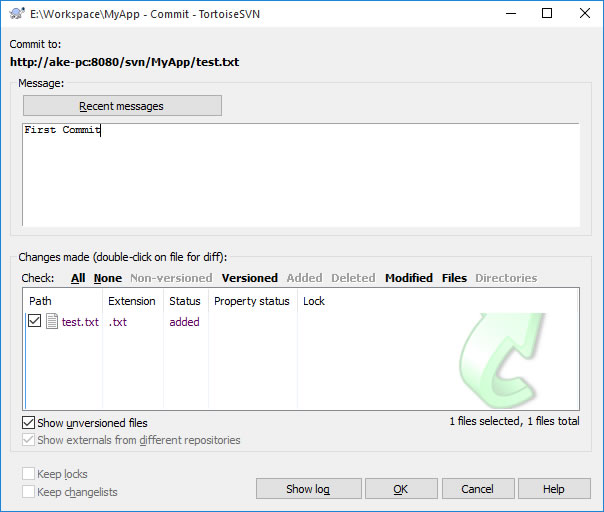 E:\Workspace\MyApp - Commit - TortoiseSVN
Commit to:
http://ake-pc:8080/svn/MyApp/test.txt
Message:
Recent messages
First Commit
Changes made (double-click on file for diff):
Check: All None Non-versioned Versioned Added Deleted Modified Files Directories
Path Extension Status Property status Lock
test.txt .txt added
Show unversioned files
1 files selected, 1 files total
Show externals from different repositories
Keep locks
Keep changelists
Show log OK Cancel Help